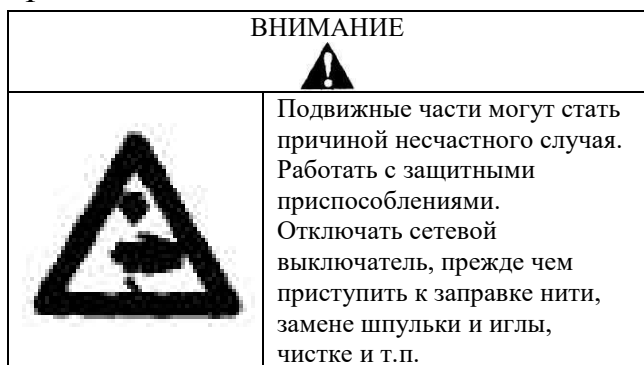 ВНИМАНИЕ
Подвижные части могут стать
причиной несчастного случая.
Работать с защитными
приспособлениями.
Отключать сетевой
выключатель, прежде чем
приступить к заправке нити,
замене шпульки и иглы,
чистке и т.п.